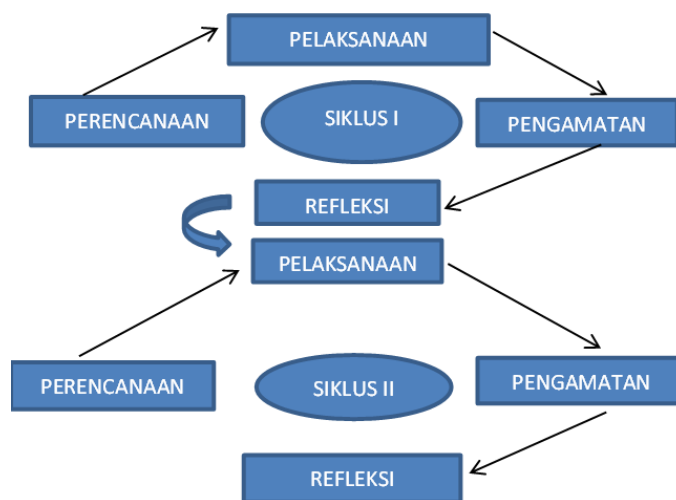 PELAKSANAAN
PERENCANAAN
SIKLUS I
PENGAMATAN
REFLEKSI
PELAKSANAAN
PERENCANAAN
SIKLUS II
PENGAMATAN
REFLEKSI